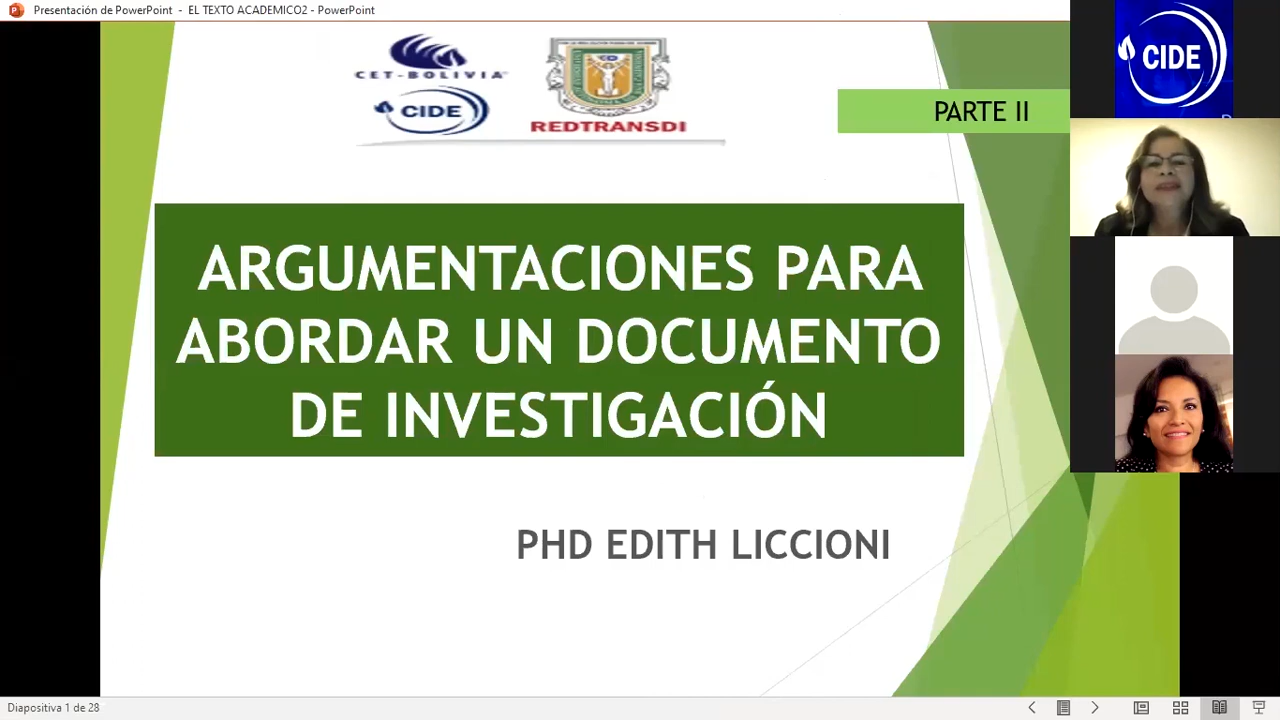 Presentación de PowerPoint - EL TEXTO ACADEMICO2 - PowerPoint
CET-BOLIVIA
CIDE
REDTRANSDI
PARTE II
CIDE
ARGUMENTACIONES PARA
ABORDAR UN DOCUMENTO
DE INVESTIGACIÓN
PHD EDITH LICCIONI
Diapositiva 1 de 28